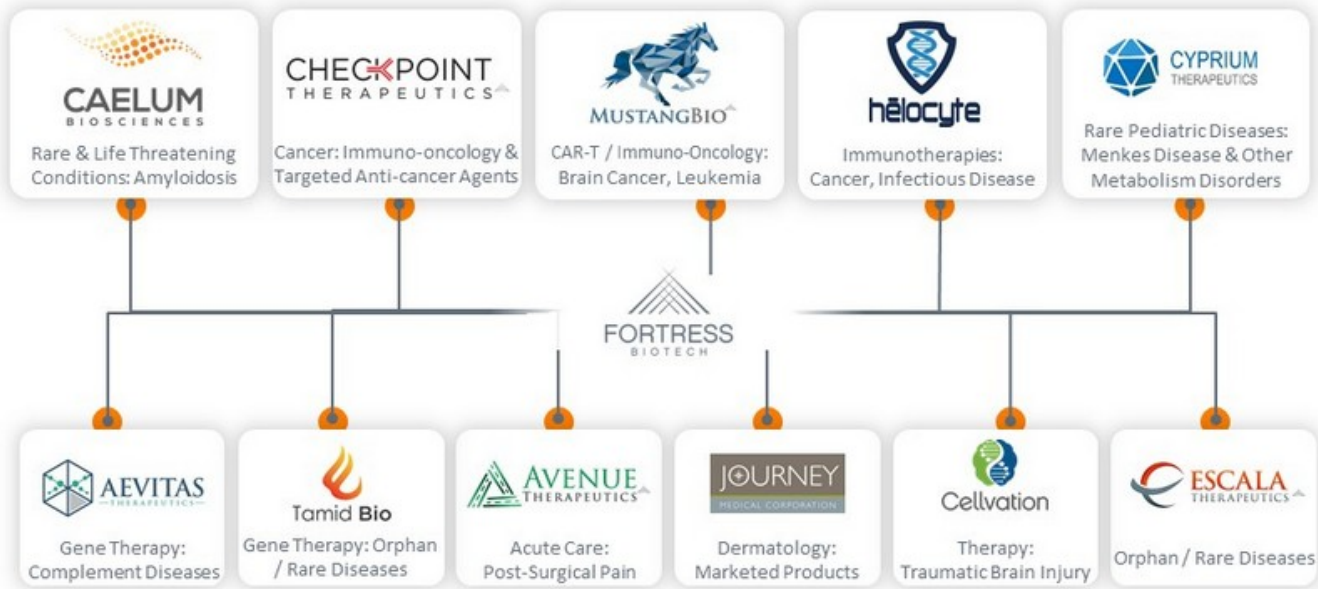 CAELUM
BIOSCIENCES
Rare & Life Threatening
Conditions: Amyloidosis
CHECKPOINT
THERAPEUTICS
Cancer: Immuno-oncology &
Targeted Anti-cancer Agents
MUSTANGBIO
CAR-T / Immuno-Oncology:
Brain Cancer, Leukemia
hēlocyte
Immunotherapies:
Cancer, Infectious Disease
CYPRIUM
THERAPEUTICS
Rare Pediatric Diseases:
Menkes Disease & Other
Metabolism Disorders
FORTRESS
BIOTECH
AEVITAS
THERAPEUTICS
Gene Therapy:
Complement Diseases
Tamid Bio
Gene Therapy: Orphan
/ Rare Diseases
AVENUE
THERAPEUTICS
Acute Care:
Post-Surgical Pain
JOURNEY
MEDICAL CORPORATION
Dermatology:
Marketed Products
Cellvation
Therapy:
Traumatic Brain Injury
ESCALA
THERAPEUTICS
Orphan / Rare Diseases